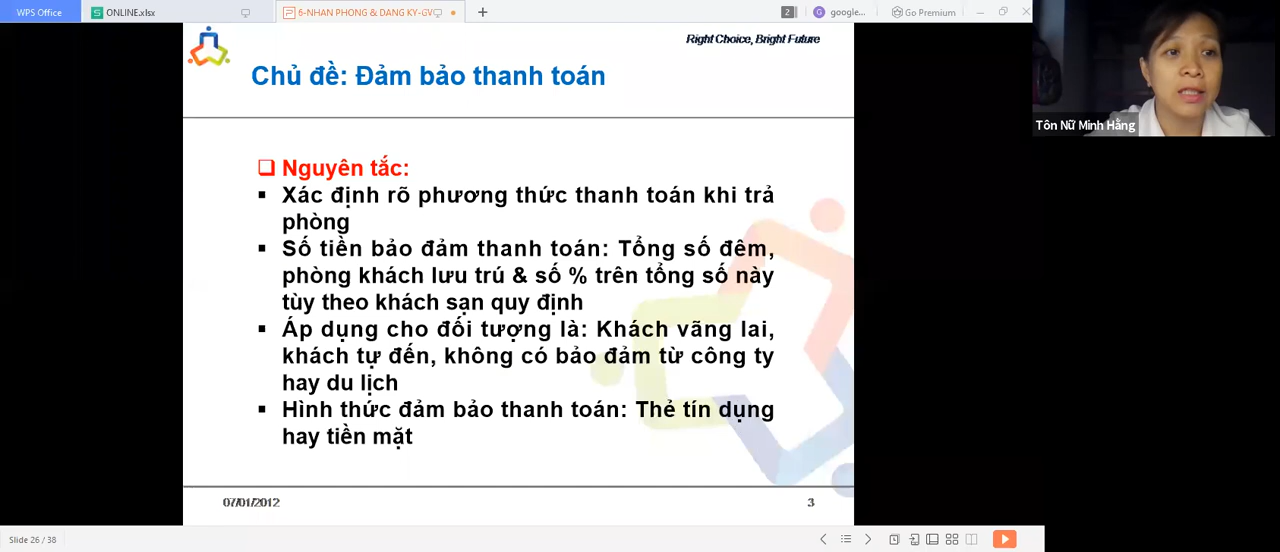 WPS Office
ONLINE.xlsx
6-NHAN PHONG & DANG KY-GV
2
G
google...
Go Premium
Right Choice, Bright Future
Chủ đề: Đảm bảo thanh toán
Tôn Nữ Minh Hằng
Nguyên tắc:
Xác định rõ phương thức thanh toán khi trả
phòng
Số tiền bảo đảm thanh toán: Tổng số đêm,
phòng khách lưu trú & số % trên tổng số này
tùy theo khách sạn quy định
Áp dụng cho đối tượng là: Khách vãng lai,
khách tự đến, không có bảo đảm từ công ty
hay du lịch
Hình thức đảm bảo thanh toán: Thẻ tín dụng
hay tiền mặt
07/01/2012
3
Slide 26 / 38